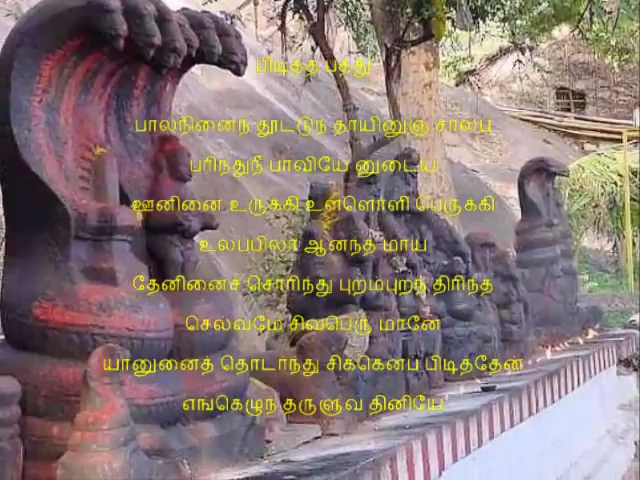 பிடித்த பத்து
பாலநினைந் தூட்டுந் தாயினுஞ் சாலப்
பரிந்துநீ பாவியே னுடைய
ஊனினை உருக்கி உள்ளொளி பெருக்கி
உலப்பிலா ஆனந்த மாய
தேனினைச் சொரிந்து புறம்புறந் திரிந்த
செல்வமே சிவபெரு மானே
யானுனைத் தொடர்ந்து சிக்கெனப் பிடித்தேன்
எங்கெழுந் தருளுவ தினியே